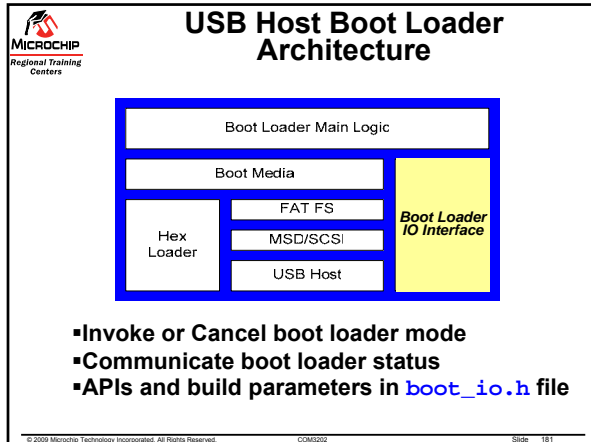 MICROCHIP
Regional Training
Centers
USB Host Boot Loader
Architecture
Boot Loader Main Logic
Boot Media
FAT FS
MSD/SCSI
USB Host
Hex
Loader
Boot Loader
IO Interface
▪Invoke or Cancel boot loader mode
▪Communicate boot loader status
▪APIs and build parameters in boot_io.h file
© 2009 Microchip Technology Incorporated. All Rights Reserved. COM3202 Slide 181